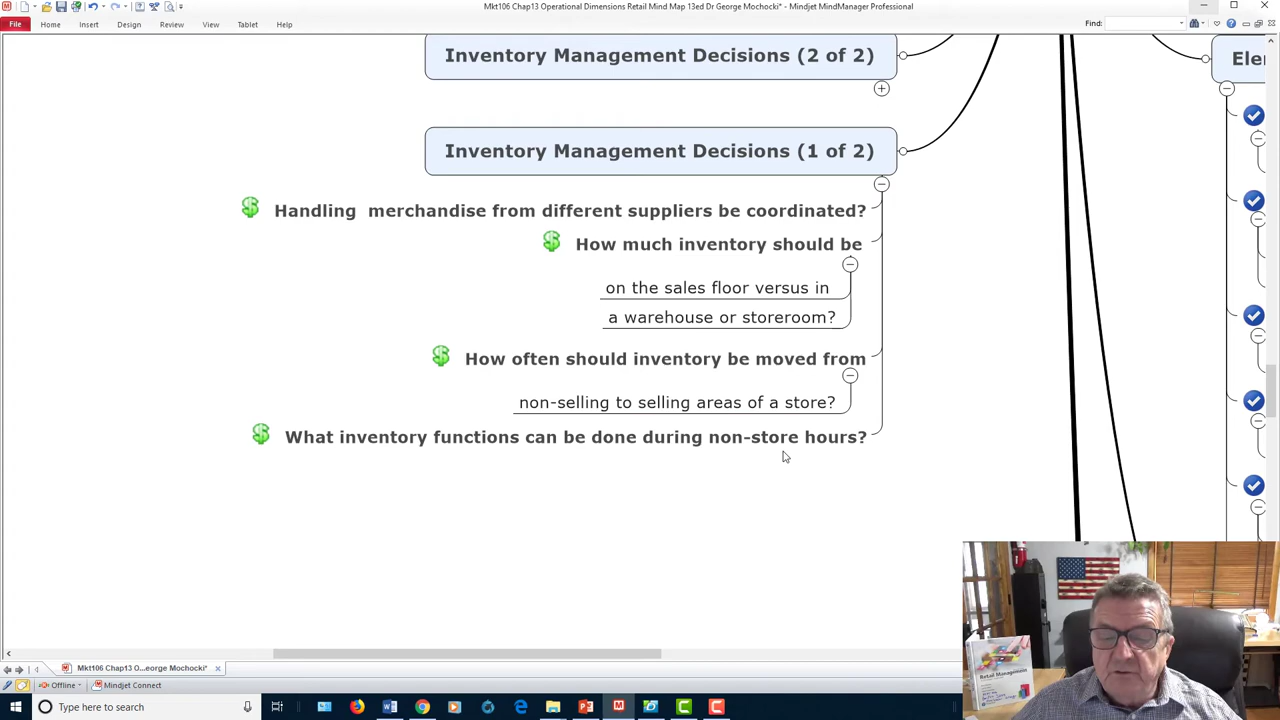 Mkt106 Chap13 Operational Dimensions Retail Mind Map 13ed Dr George Mochocki* - Mindjet MindManager Professional
File Home Insert Design Review View Tablet Help Find:
Inventory Management Decisions (2 of 2)
Ele
Inventory Management Decisions (1 of 2)
Handling merchandise from different suppliers be coordinated?
How much inventory should be
on the sales floor versus in
a warehouse or storeroom?
How often should inventory be moved from
non-selling to selling areas of a store?
What inventory functions can be done during non-store hours?
Retail Management
Mkt106 Chap13 O...eorge Mochocki*
Offline Mindjet Connect
Type here to search